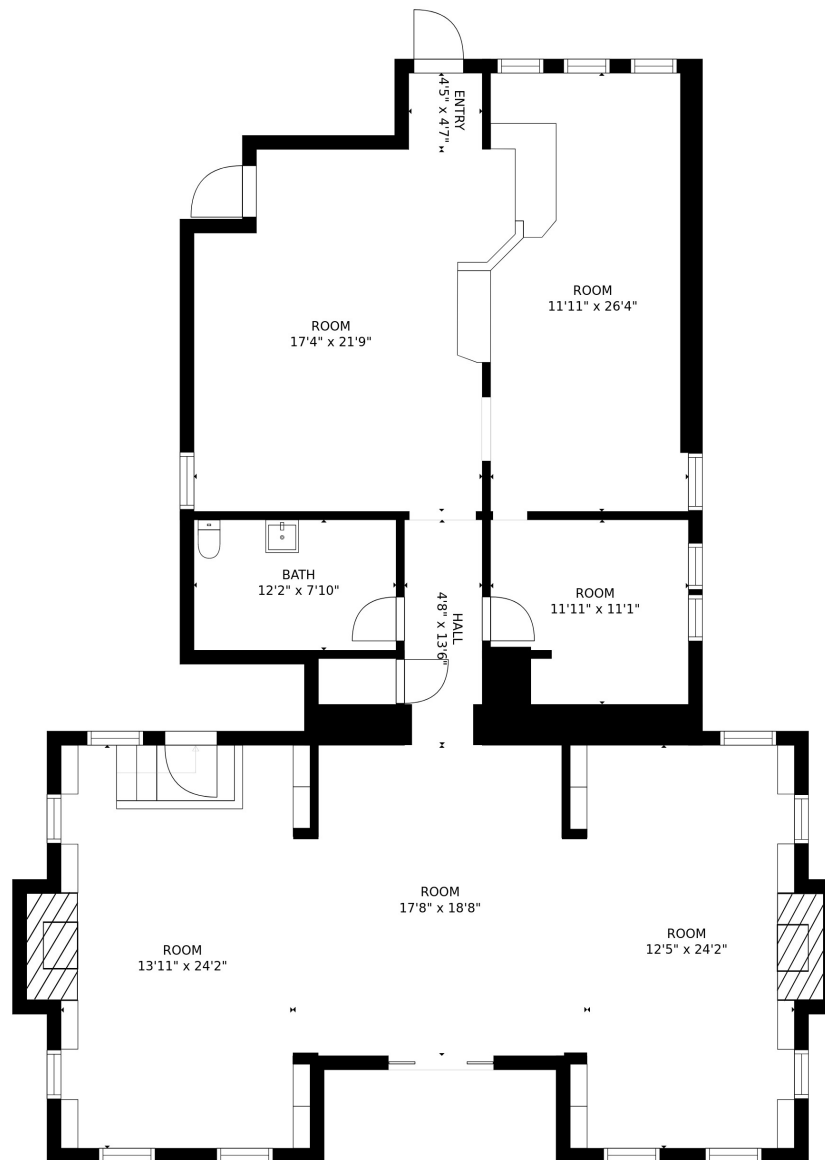 ENTRY
4'5" x 4'7"
ROOM
11'11" x 26'4"
ROOM
17'4" x 21'9"
BATH
12'2" x 7'10"
HALL
4'8" x 13'6"
ROOM
11'11" x 11'1"
ROOM
17'8" x 18'8"
ROOM
13'11" x 24'2"
ROOM
12'5" x 24'2"